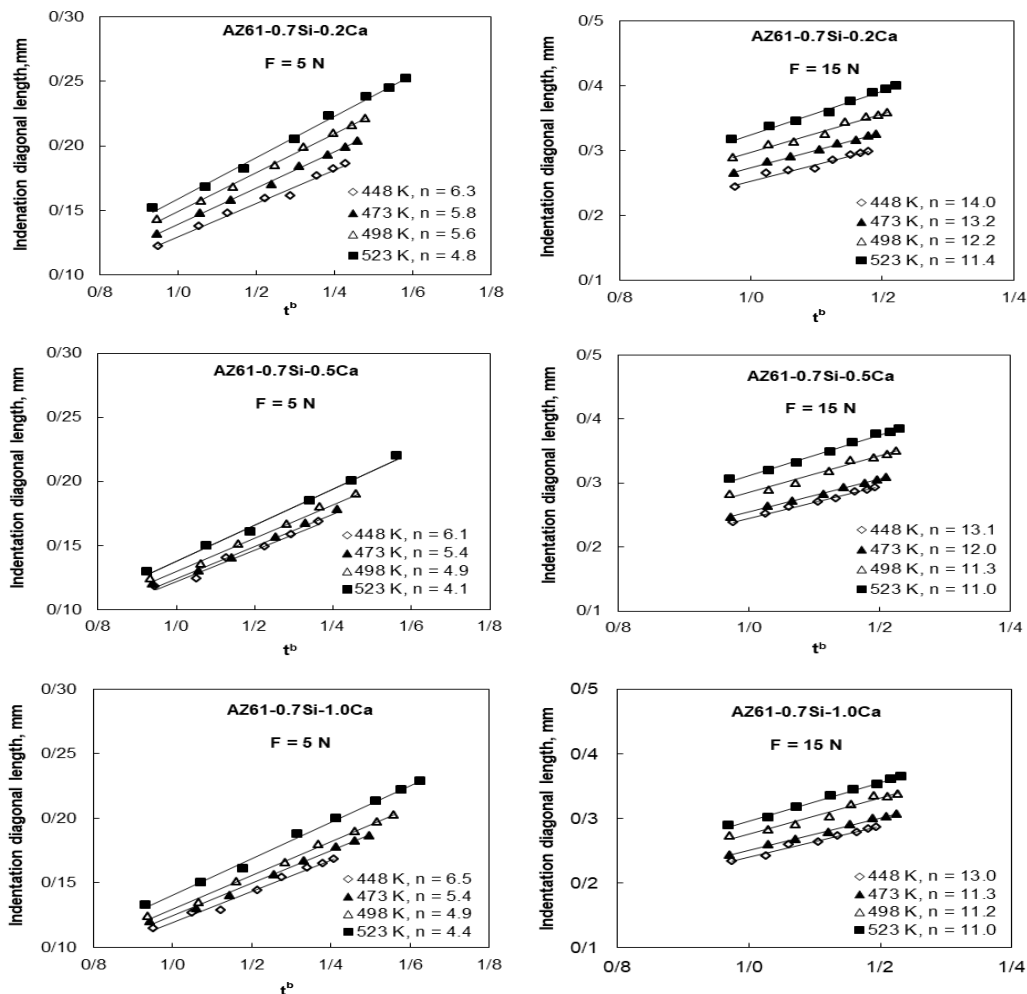 AZ61-0.7Si-0.2Ca
F = 5 N
Indentation diagonal length,mm
0/30
0/25
0/20
0/15
0/10
448 K, n = 6.3
473 K, n = 5.8
498 K, n = 5.6
523 K, n = 4.8
0/8 1/0 1/2 1/4 1/6 1/8
t^b
AZ61-0.7Si-0.2Ca
F = 15 N
Indentation diagonal length, mm
0/5
0/4
0/3
0/2
0/1
448 K, n = 14.0
473 K, n = 13.2
498 K, n = 12.2
523 K, n = 11.4
0/8 1/0 1/2 1/4
t^b
AZ61-0.7Si-0.5Ca
F = 5 N
Indentation diagonal length, mm
0/30
0/25
0/20
0/15
0/10
448 K, n = 6.1
473 K, n = 5.4
498 K, n = 4.9
523 K, n = 4.1
0/8 1/0 1/2 1/4 1/6 1/8
t^b
AZ61-0.7Si-0.5Ca
F = 15 N
Indentation diagonal length, mm
0/5
0/4
0/3
0/2
0/1
448 K, n = 13.1
473 K, n = 12.0
498 K, n = 11.3
523 K, n = 11.0
0/8 1/0 1/2 1/4
t^b
AZ61-0.7Si-1.0Ca
F = 5 N
Indentation diagonal length, mm
0/30
0/25
0/20
0/15
0/10
448 K, n = 6.5
473 K, n = 5.4
498 K, n = 4.9
523 K, n = 4.4
0/8 1/0 1/2 1/4 1/6 1/8
t^b
AZ61-0.7Si-1.0Ca
F = 15 N
Indentation diagonal length, mm
0/5
0/4
0/3
0/2
0/1
448 K, n = 13.0
473 K, n = 11.3
498 K, n = 11.2
523 K, n = 11.0
0/8 1/0 1/2 1/4
t^b